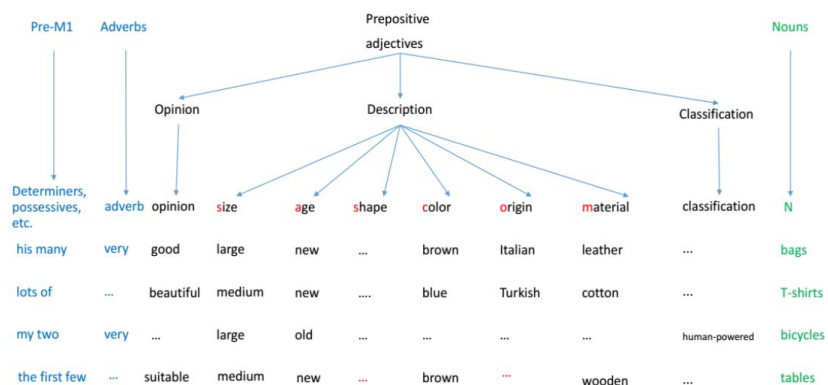 Pre-M1 Adverbs Prepositive adjectives Nouns
Opinion Description Classification
Determiners, possessives, etc. adverb opinion size age shape color origin material classification N
his many very good large new ... brown Italian leather ... bags
lots of ... beautiful medium new .... blue Turkish cotton ... T-shirts
my two very ... large old ... ... ... ... human-powered bicycles
the first few ... suitable medium new ... brown ... wooden ... tables